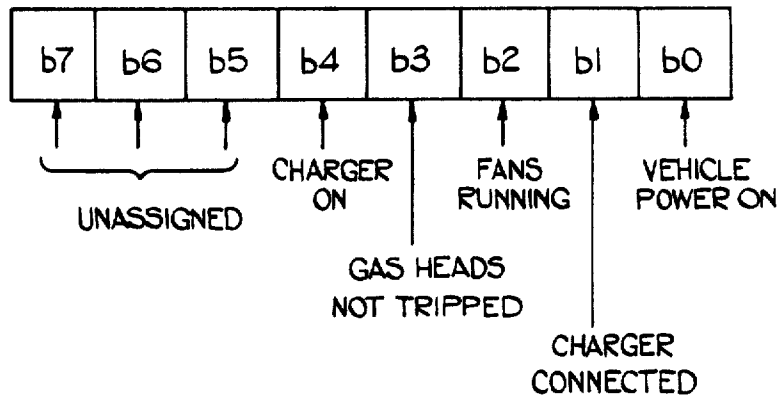 b7 b6 b5 b4 b3 b2 b1 b0
UNASSIGNED
CHARGER
ON
GAS HEADS
NOT TRIPPED
FANS
RUNNING
CHARGER
CONNECTED
VEHICLE
POWER ON